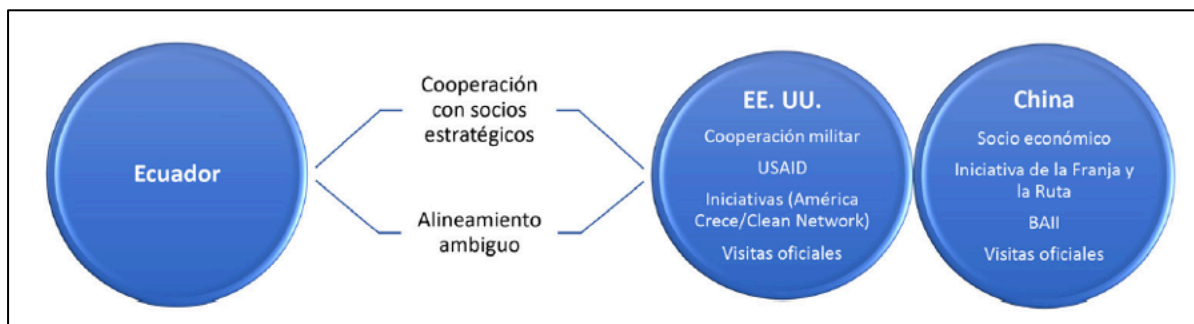 Ecuador
Cooperación
con socios
estratégicos
Alineamiento
ambiguo
EE. UU.
Cooperación militar
USAID
Iniciativas (América
Crece/Clean Network)
Visitas oficiales
China
Socio económico
Iniciativa de la Franja y
la Ruta
BAII
Visitas oficiales